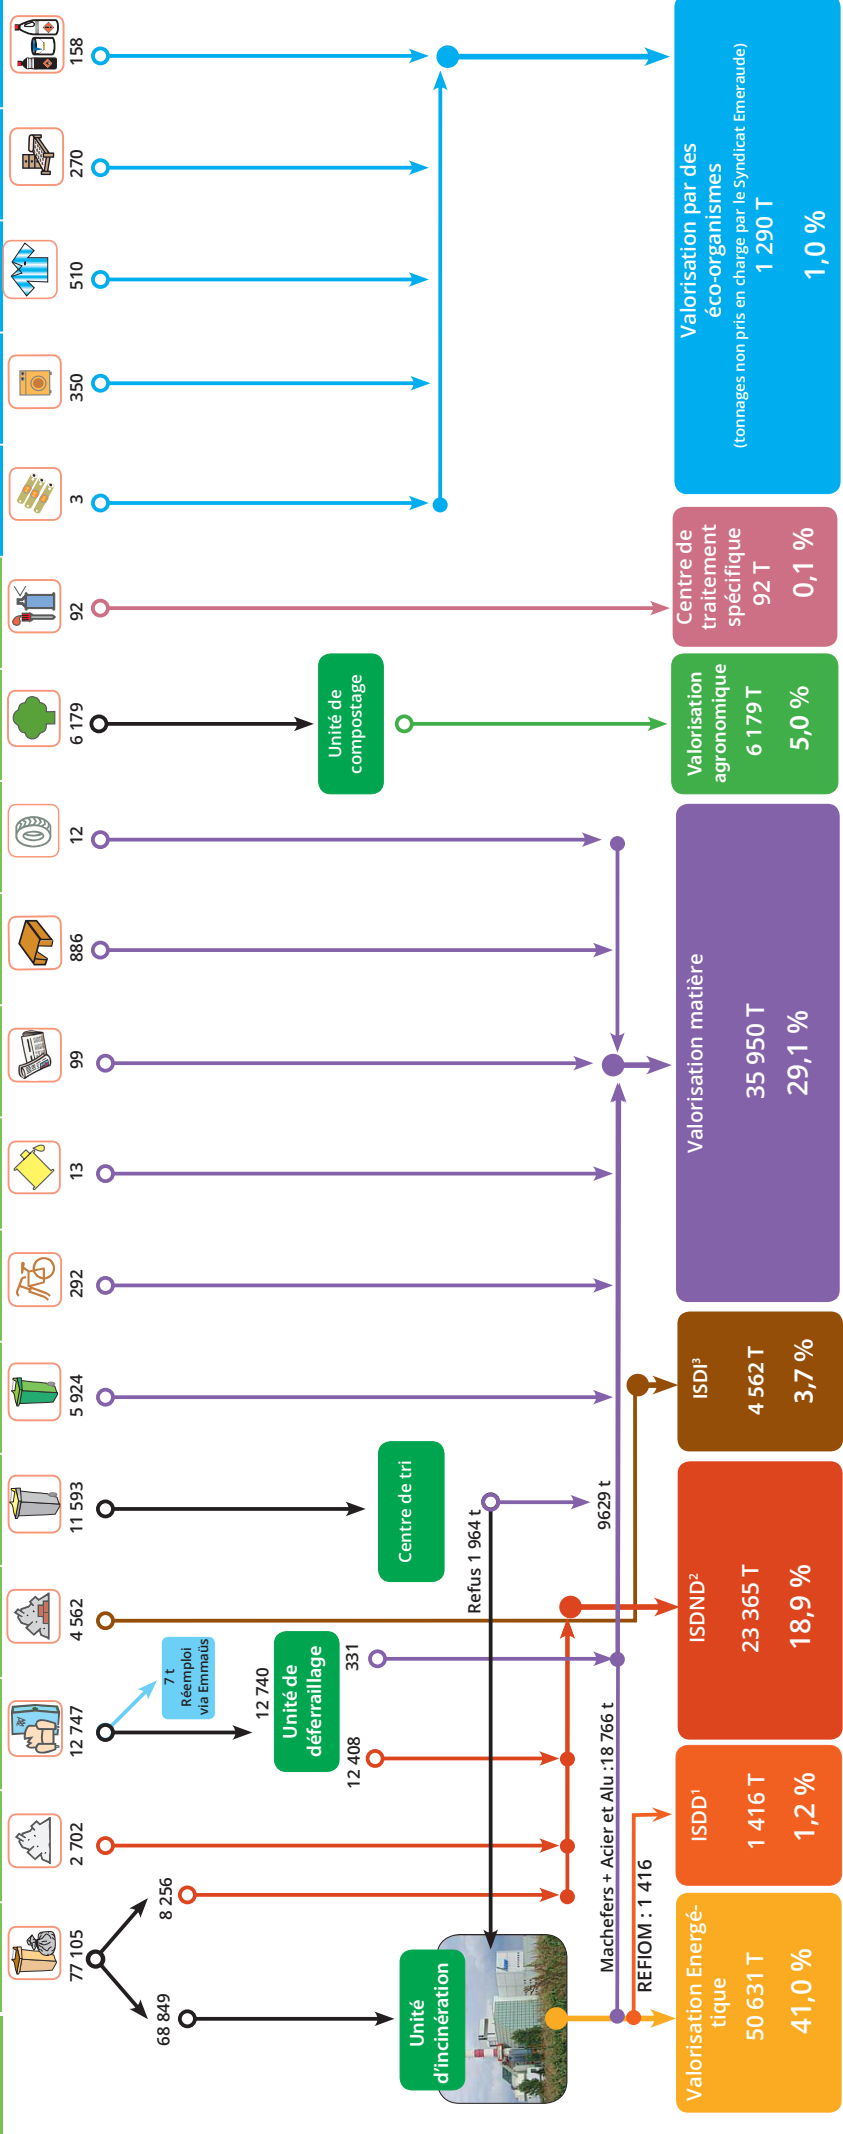 77 105
2 702
12 747
4 562
11 593
5 924
292
13
99
886
12
6 179
92
3
350
510
270
158
68 849
8 256
7 t
Réemploi
via Emmaüs
12 740
Unité de
déferraillage
12 408
331
Centre de tri
Refus 1 964 t
9629 t
Unité de
compostage
Unité
d'incinération
Machefers + Acier et Alu :18 766 t
REFIOM : 1 416
Valorisation Energé-
tique
50 631 T
41,0 %
ISDD¹
1 416 T
1,2 %
ISDND²
23 365 T
18,9 %
ISDI³
4 562 T
3,7 %
Valorisation matière
35 950 T
29,1 %
Valorisation
agronomique
6 179 T
5,0 %
Centre de
traitement
spécifique
92 T
0,1 %
Valorisation par des
éco-organismes
(tonnages non pris en charge par le Syndicat Emeraude)
1 290 T
1,0 %